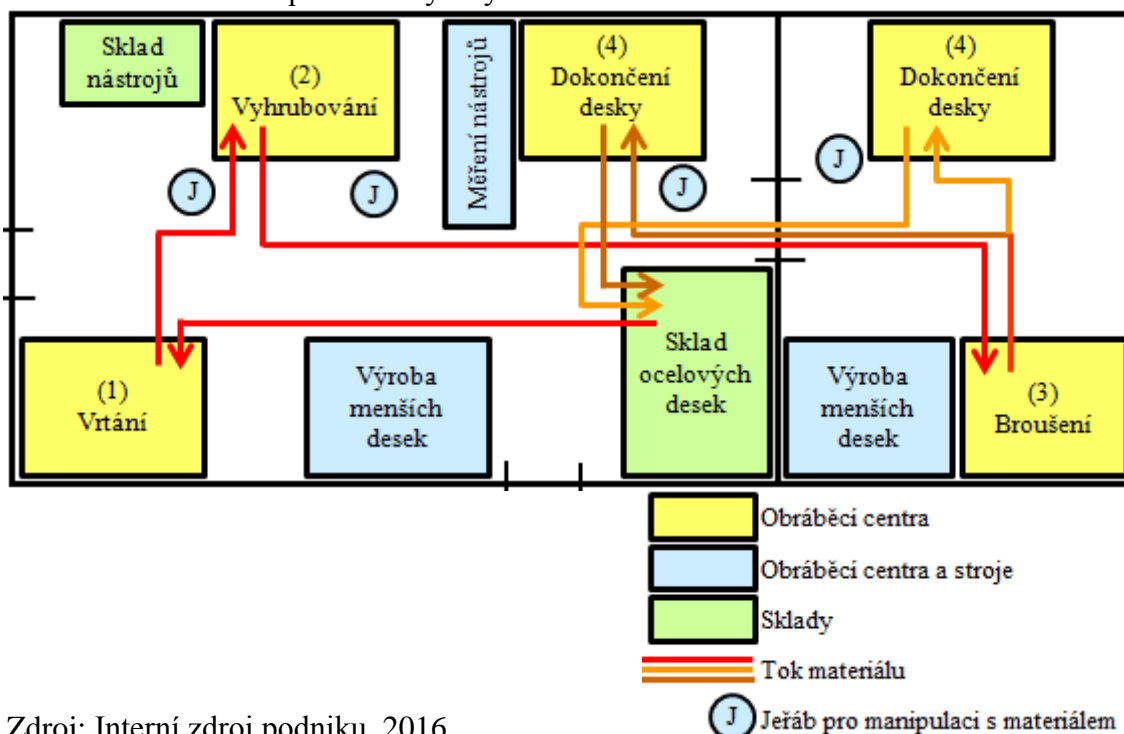 Sklad
nástrojů
(2)
Vyhrubování
Měření nástrojů
(4)
Dokončení
desky
(4)
Dokončení
desky
J
J
J
J
(1)
Vrtání
Výroba
menších
desek
Sklad
ocelových
desek
Výroba
menších
desek
(3)
Broušení
Obráběcí centra
Obráběcí centra a stroje
Sklady
Tok materiálu
J Jeřáb pro manipulaci s materiálem
Zdroj: Interní zdroj podniku, 2016